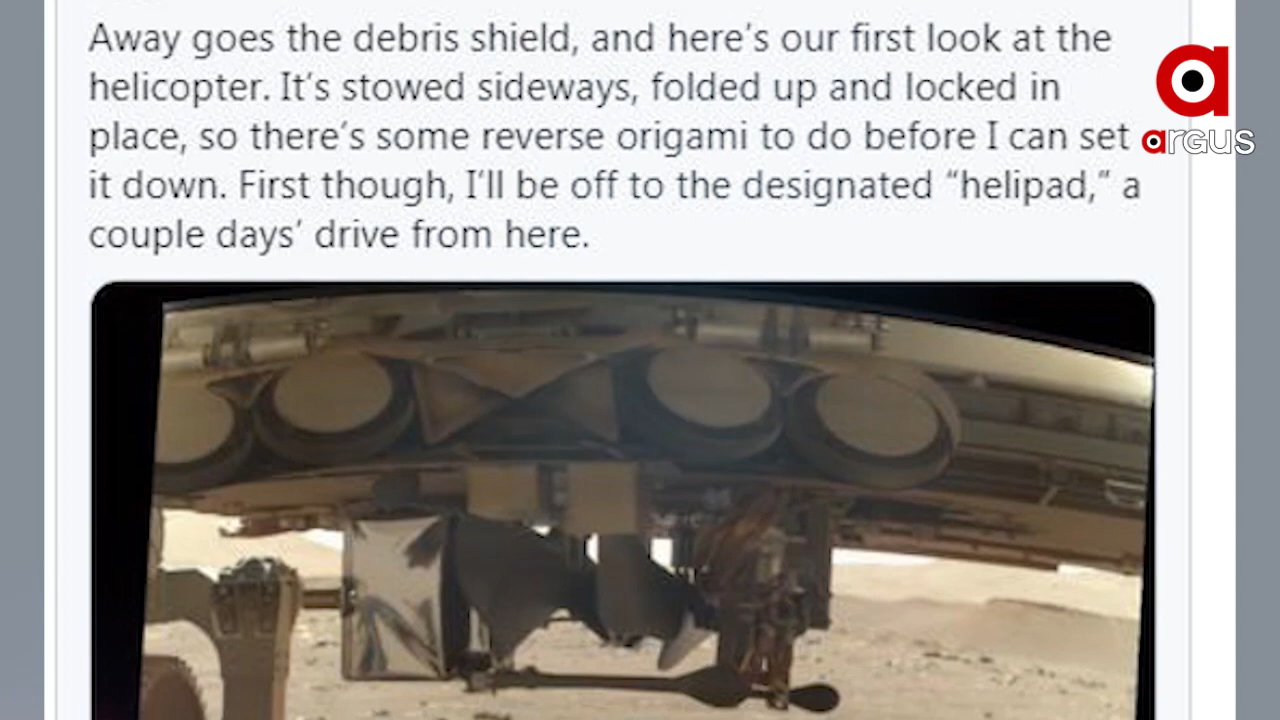 Away goes the debris shield, and here's our first look at the
helicopter. It's stowed sideways, folded up and locked in
place, so there's some reverse origami to do before I can set
it down. First though, I'll be off to the designated “helipad,” a
couple days' drive from here.
a
argus